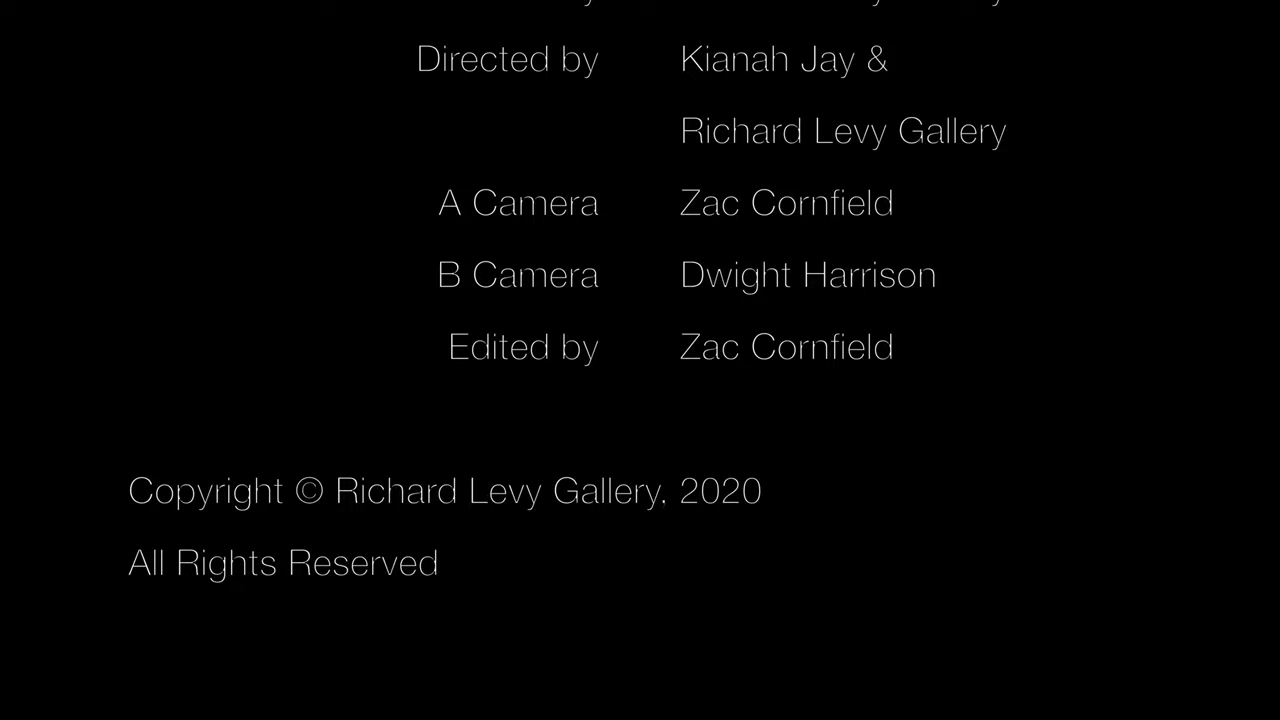 Directed by Kianah Jay &
Richard Levy Gallery
A Camera Zac Cornfield
B Camera Dwight Harrison
Edited by Zac Cornfield
Copyright © Richard Levy Gallery, 2020
All Rights Reserved